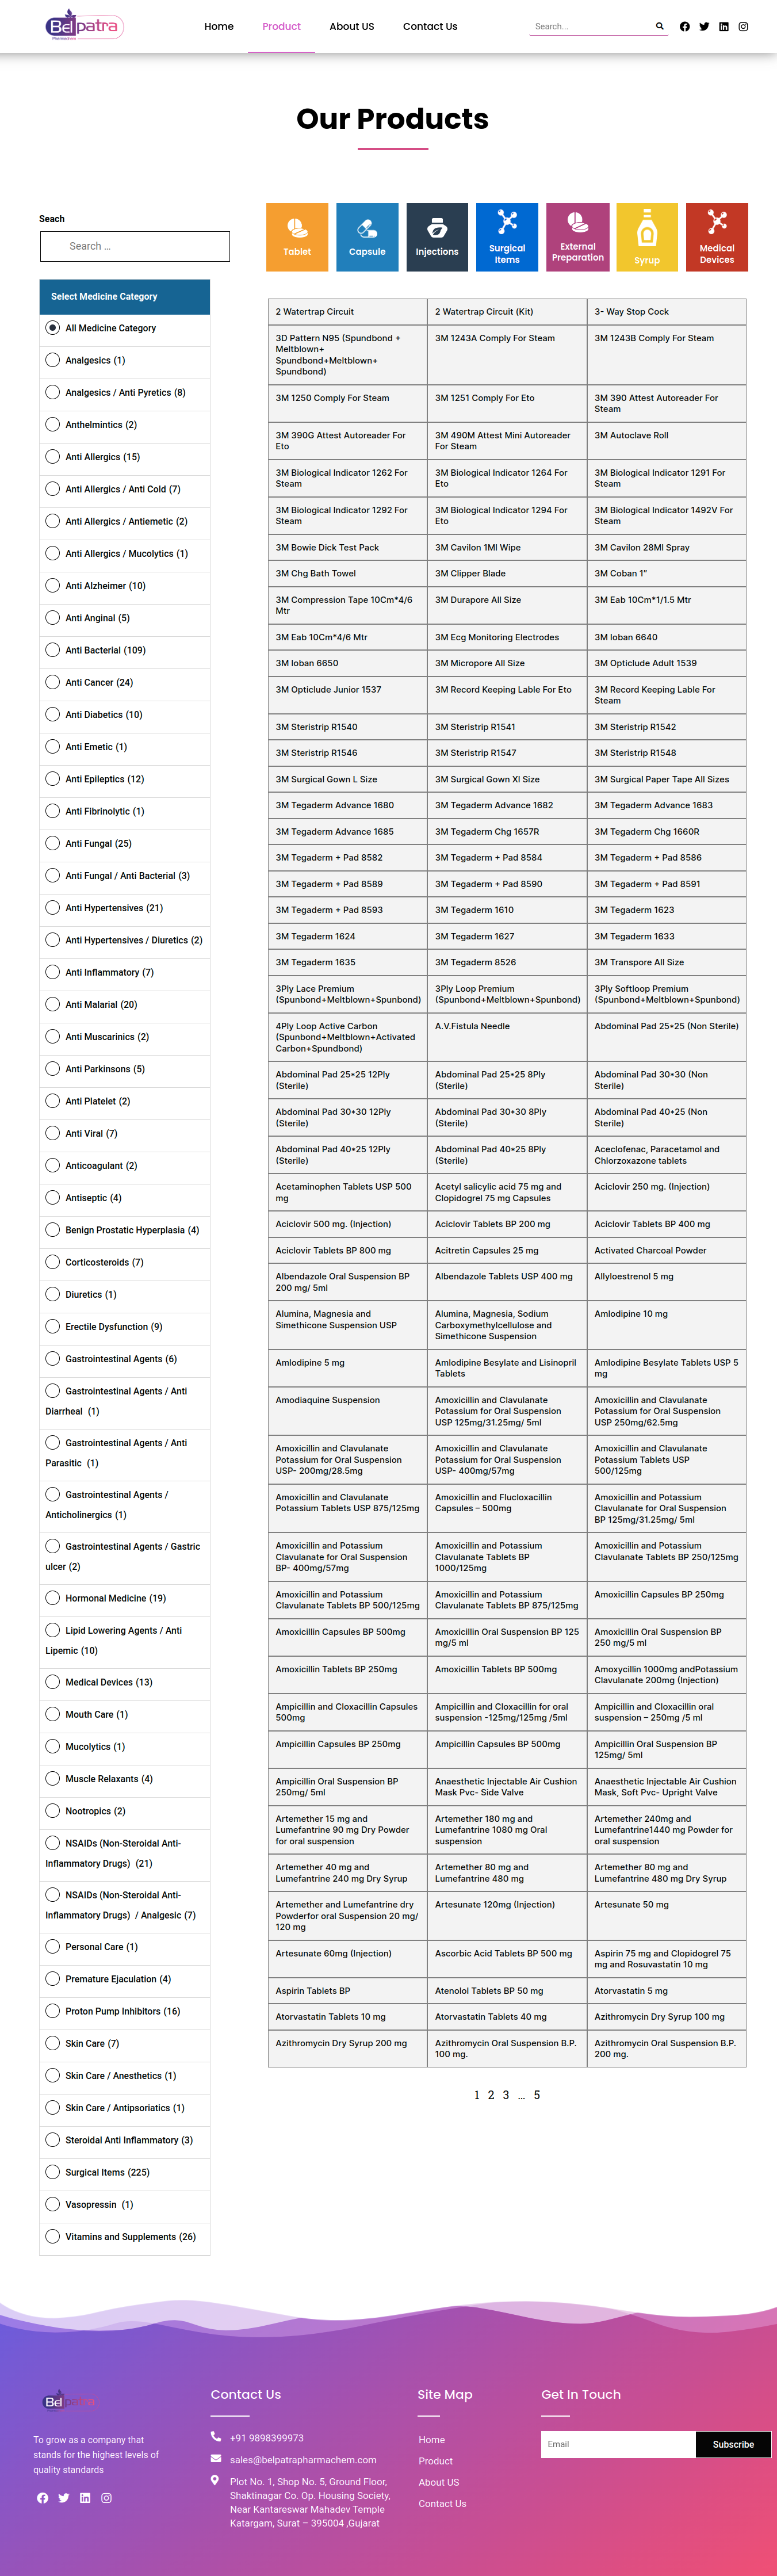 Belpatra
Pharmachem
Home
Product
About US
Contact Us
Search...
Our Products
Seach
Search …
Select Medicine Category
All Medicine Category
Analgesics (1)
Analgesics / Anti Pyretics (8)
Anthelmintics (2)
Anti Allergics (15)
Anti Allergics / Anti Cold (7)
Anti Allergics / Antiemetic (2)
Anti Allergics / Mucolytics (1)
Anti Alzheimer (10)
Anti Anginal (5)
Anti Bacterial (109)
Anti Cancer (24)
Anti Diabetics (10)
Anti Emetic (1)
Anti Epileptics (12)
Anti Fibrinolytic (1)
Anti Fungal (25)
Anti Fungal / Anti Bacterial (3)
Anti Hypertensives (21)
Anti Hypertensives / Diuretics (2)
Anti Inflammatory (7)
Anti Malarial (20)
Anti Muscarinics (2)
Anti Parkinsons (5)
Anti Platelet (2)
Anti Viral (7)
Anticoagulant (2)
Antiseptic (4)
Benign Prostatic Hyperplasia (4)
Corticosteroids (7)
Diuretics (1)
Erectile Dysfunction (9)
Gastrointestinal Agents (6)
Gastrointestinal Agents / Anti
Diarrheal (1)
Gastrointestinal Agents / Anti
Parasitic (1)
Gastrointestinal Agents /
Anticholinergics (1)
Gastrointestinal Agents / Gastric
ulcer (2)
Hormonal Medicine (19)
Lipid Lowering Agents / Anti
Lipemic (10)
Medical Devices (13)
Mouth Care (1)
Mucolytics (1)
Muscle Relaxants (4)
Nootropics (2)
NSAIDs (Non-Steroidal Anti-
Inflammatory Drugs) (21)
NSAIDs (Non-Steroidal Anti-
Inflammatory Drugs) / Analgesic (7)
Personal Care (1)
Premature Ejaculation (4)
Proton Pump Inhibitors (16)
Skin Care (7)
Skin Care / Anesthetics (1)
Skin Care / Antipsoriatics (1)
Steroidal Anti Inflammatory (3)
Surgical Items (225)
Vasopressin (1)
Vitamins and Supplements (26)
Tablet
Capsule
Injections
Surgical
Items
External
Preparation
Syrup
Medical
Devices
2 Watertrap Circuit
2 Watertrap Circuit (Kit)
3- Way Stop Cock
3D Pattern N95 (Spundbond +
Meltblown+
Spundbond+Meltblown+
Spundbond)
3M 1243A Comply For Steam
3M 1243B Comply For Steam
3M 1250 Comply For Steam
3M 1251 Comply For Eto
3M 390 Attest Autoreader For
Steam
3M 390G Attest Autoreader For
Eto
3M 490M Attest Mini Autoreader
For Steam
3M Autoclave Roll
3M Biological Indicator 1262 For
Steam
3M Biological Indicator 1264 For
Eto
3M Biological Indicator 1291 For
Steam
3M Biological Indicator 1292 For
Steam
3M Biological Indicator 1294 For
Eto
3M Biological Indicator 1492V For
Steam
3M Bowie Dick Test Pack
3M Cavilon 1Ml Wipe
3M Cavilon 28Ml Spray
3M Chg Bath Towel
3M Clipper Blade
3M Coban 1"
3M Compression Tape 10Cm*4/6
Mtr
3M Durapore All Size
3M Eab 10Cm*1/1.5 Mtr
3M Eab 10Cm*4/6 Mtr
3M Ecg Monitoring Electrodes
3M Ioban 6640
3M Ioban 6650
3M Micropore All Size
3M Opticlude Adult 1539
3M Opticlude Junior 1537
3M Record Keeping Lable For Eto
3M Record Keeping Lable For
Steam
3M Steristrip R1540
3M Steristrip R1541
3M Steristrip R1542
3M Steristrip R1546
3M Steristrip R1547
3M Steristrip R1548
3M Surgical Gown L Size
3M Surgical Gown Xl Size
3M Surgical Paper Tape All Sizes
3M Tegaderm Advance 1680
3M Tegaderm Advance 1682
3M Tegaderm Advance 1683
3M Tegaderm Advance 1685
3M Tegaderm Chg 1657R
3M Tegaderm Chg 1660R
3M Tegaderm + Pad 8582
3M Tegaderm + Pad 8584
3M Tegaderm + Pad 8586
3M Tegaderm + Pad 8589
3M Tegaderm + Pad 8590
3M Tegaderm + Pad 8591
3M Tegaderm + Pad 8593
3M Tegaderm 1610
3M Tegaderm 1623
3M Tegaderm 1624
3M Tegaderm 1627
3M Tegaderm 1633
3M Tegaderm 1635
3M Tegaderm 8526
3M Transpore All Size
3Ply Lace Premium
(Spunbond+Meltblown+Spunbond)
3Ply Loop Premium
(Spunbond+Meltblown+Spunbond)
3Ply Softloop Premium
(Spunbond+Meltblown+Spunbond)
4Ply Loop Active Carbon
(Spunbond+Meltblown+Activated
Carbon+Spundbond)
A.V.Fistula Needle
Abdominal Pad 25*25 (Non Sterile)
Abdominal Pad 25*25 12Ply
(Sterile)
Abdominal Pad 25*25 8Ply
(Sterile)
Abdominal Pad 30*30 (Non
Sterile)
Abdominal Pad 30*30 12Ply
(Sterile)
Abdominal Pad 30*30 8Ply
(Sterile)
Abdominal Pad 40*25 (Non
Sterile)
Abdominal Pad 40*25 12Ply
(Sterile)
Abdominal Pad 40*25 8Ply
(Sterile)
Aceclofenac, Paracetamol and
Chlorzoxazone tablets
Acetaminophen Tablets USP 500
mg
Acetyl salicylic acid 75 mg and
Clopidogrel 75 mg Capsules
Aciclovir 250 mg. (Injection)
Aciclovir 500 mg. (Injection)
Aciclovir Tablets BP 200 mg
Aciclovir Tablets BP 400 mg
Aciclovir Tablets BP 800 mg
Acitretin Capsules 25 mg
Activated Charcoal Powder
Albendazole Oral Suspension BP
200 mg/ 5ml
Albendazole Tablets USP 400 mg
Allyloestrenol 5 mg
Alumina, Magnesia and
Simethicone Suspension USP
Alumina, Magnesia, Sodium
Carboxymethylcellulose and
Simethicone Suspension
Amlodipine 10 mg
Amlodipine 5 mg
Amlodipine Besylate and Lisinopril
Tablets
Amlodipine Besylate Tablets USP 5
mg
Amodiaquine Suspension
Amoxicillin and Clavulanate
Potassium for Oral Suspension
USP 125mg/31.25mg/ 5ml
Amoxicillin and Clavulanate
Potassium for Oral Suspension
USP 250mg/62.5mg
Amoxicillin and Clavulanate
Potassium for Oral Suspension
USP- 200mg/28.5mg
Amoxicillin and Clavulanate
Potassium for Oral Suspension
USP- 400mg/57mg
Amoxicillin and Clavulanate
Potassium Tablets USP
500/125mg
Amoxicillin and Clavulanate
Potassium Tablets USP 875/125mg
Amoxicillin and Flucloxacillin
Capsules – 500mg
Amoxicillin and Potassium
Clavulanate for Oral Suspension
BP 125mg/31.25mg/ 5ml
Amoxicillin and Potassium
Clavulanate for Oral Suspension
BP- 400mg/57mg
Amoxicillin and Potassium
Clavulanate Tablets BP
1000/125mg
Amoxicillin and Potassium
Clavulanate Tablets BP 250/125mg
Amoxicillin and Potassium
Clavulanate Tablets BP 500/125mg
Amoxicillin and Potassium
Clavulanate Tablets BP 875/125mg
Amoxicillin Capsules BP 250mg
Amoxicillin Capsules BP 500mg
Amoxicillin Oral Suspension BP 125
mg/5 ml
Amoxicillin Oral Suspension BP
250 mg/5 ml
Amoxicillin Tablets BP 250mg
Amoxicillin Tablets BP 500mg
Amoxycillin 1000mg andPotassium
Clavulanate 200mg (Injection)
Ampicillin and Cloxacillin Capsules
500mg
Ampicillin and Cloxacillin for oral
suspension -125mg/125mg /5ml
Ampicillin and Cloxacillin oral
suspension – 250mg /5 ml
Ampicillin Capsules BP 250mg
Ampicillin Capsules BP 500mg
Ampicillin Oral Suspension BP
125mg/ 5ml
Ampicillin Oral Suspension BP
250mg/ 5ml
Anaesthetic Injectable Air Cushion
Mask Pvc- Side Valve
Anaesthetic Injectable Air Cushion
Mask, Soft Pvc- Upright Valve
Artemether 15 mg and
Lumefantrine 90 mg Dry Powder
for oral suspension
Artemether 180 mg and
Lumefantrine 1080 mg Oral
suspension
Artemether 240mg and
Lumefantrine1440 mg Powder for
oral suspension
Artemether 40 mg and
Lumefantrine 240 mg Dry Syrup
Artemether 80 mg and
Lumefantrine 480 mg
Artemether 80 mg and
Lumefantrine 480 mg Dry Syrup
Artemether and Lumefantrine dry
Powderfor oral Suspension 20 mg/
120 mg
Artesunate 120mg (Injection)
Artesunate 50 mg
Artesunate 60mg (Injection)
Ascorbic Acid Tablets BP 500 mg
Aspirin 75 mg and Clopidogrel 75
mg and Rosuvastatin 10 mg
Aspirin Tablets BP
Atenolol Tablets BP 50 mg
Atorvastatin 5 mg
Atorvastatin Tablets 10 mg
Atorvastatin Tablets 40 mg
Azithromycin Dry Syrup 100 mg
Azithromycin Dry Syrup 200 mg
Azithromycin Oral Suspension B.P.
100 mg.
Azithromycin Oral Suspension B.P.
200 mg.
1 2 3 … 5
Belpatra
To grow as a company that
stands for the highest levels of
quality standards
Contact Us
+91 9898399973
sales@belpatrapharmachem.com
Plot No. 1, Shop No. 5, Ground Floor,
Shaktinagar Co. Op. Housing Society,
Near Kantareswar Mahadev Temple
Katargam, Surat – 395004 ,Gujarat
Site Map
Home
Product
About US
Contact Us
Get In Touch
Email
Subscribe